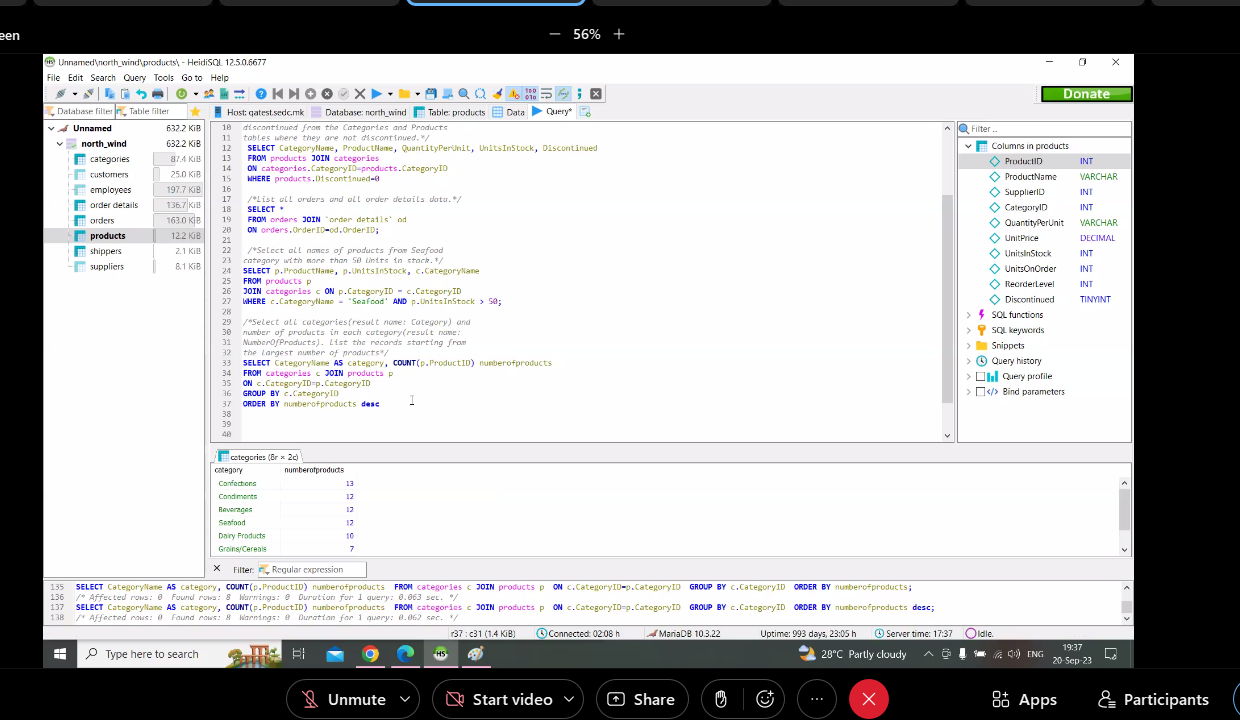 een
56%
Unnamed\north_wind\products\ - HeidiSQL 12.5.0.6677
File Edit Search Query Tools Go to Help
Donate
Database filter Table filter
Host: qatest.sedc.mk Database: north_wind Table: products Data Query*
Unnamed 632.2 KiB
north_wind 632.2 KiB
categories 87.4 KiB
customers 25.0 KiB
employees 197.7 KiB
order details 136.7 KiB
orders 163.0 KiB
products 12.2 KiB
shippers 2.1 KiB
suppliers 8.1 KiB
10 discontinued from the Categories and Products
11 tables where they are not discontinued.*/
12 SELECT CategoryName, ProductName, QuantityPerUnit, UnitsInStock, Discontinued
13 FROM products JOIN categories
14 ON categories.CategoryID=products.CategoryID
15 WHERE products.Discontinued=0
16
17 /*List all orders and all order details data.*/
18 SELECT *
19 FROM orders JOIN `order details` od
20 ON orders.OrderID=od.OrderID;
21
22 /*Select all names of products from Seafood
23 category with more than 50 Units in stock.*/
24 SELECT p.ProductName, p.UnitsInStock, c.CategoryName
25 FROM products p
26 JOIN categories c ON p.CategoryID = c.CategoryID
27 WHERE c.CategoryName = 'Seafood' AND p.UnitsInStock > 50;
28
29 /*Select all categories(result name: Category) and
30 number of products in each category(result name:
31 NumberOfProducts). list the records starting from
32 the largest number of products*/
33 SELECT CategoryName AS category, COUNT(p.ProductID) numberofproducts
34 FROM categories c JOIN products p
35 ON c.CategoryID=p.CategoryID
36 GROUP BY c.CategoryID
37 ORDER BY numberofproducts desc
38
39
40
Filter ...
Columns in products
ProductID INT
ProductName VARCHAR
SupplierID INT
CategoryID INT
QuantityPerUnit VARCHAR
UnitPrice DECIMAL
UnitsInStock INT
UnitsOnOrder INT
ReorderLevel INT
Discontinued TINYINT
SQL functions
SQL keywords
Snippets
Query history
Query profile
Bind parameters
categories (8r × 2c)
category numberofproducts
Confections 13
Condiments 12
Beverages 12
Seafood 12
Dairy Products 10
Grains/Cereals 7
Filter: Regular expression
135 SELECT CategoryName AS category, COUNT(p.ProductID) numberofproducts FROM categories c JOIN products p ON c.CategoryID=p.CategoryID GROUP BY c.CategoryID ORDER BY numberofproducts;
136 /* Affected rows: 0 Found rows: 8 Warnings: 0 Duration for 1 query: 0.063 sec. */
137 SELECT CategoryName AS category, COUNT(p.ProductID) numberofproducts FROM categories c JOIN products p ON c.CategoryID=p.CategoryID GROUP BY c.CategoryID ORDER BY numberofproducts desc;
138 /* Affected rows: 0 Found rows: 8 Warnings: 0 Duration for 1 query: 0.062 sec. */
r37 : c31 (1.4 KiB) Connected: 02:08 h MariaDB 10.3.22 Uptime: 993 days, 23:05 h Server time: 17:37 Idle.
Type here to search
28°C Partly cloudy
ENG
19:37
20-Sep-23
Unmute Start video Share Apps Participants